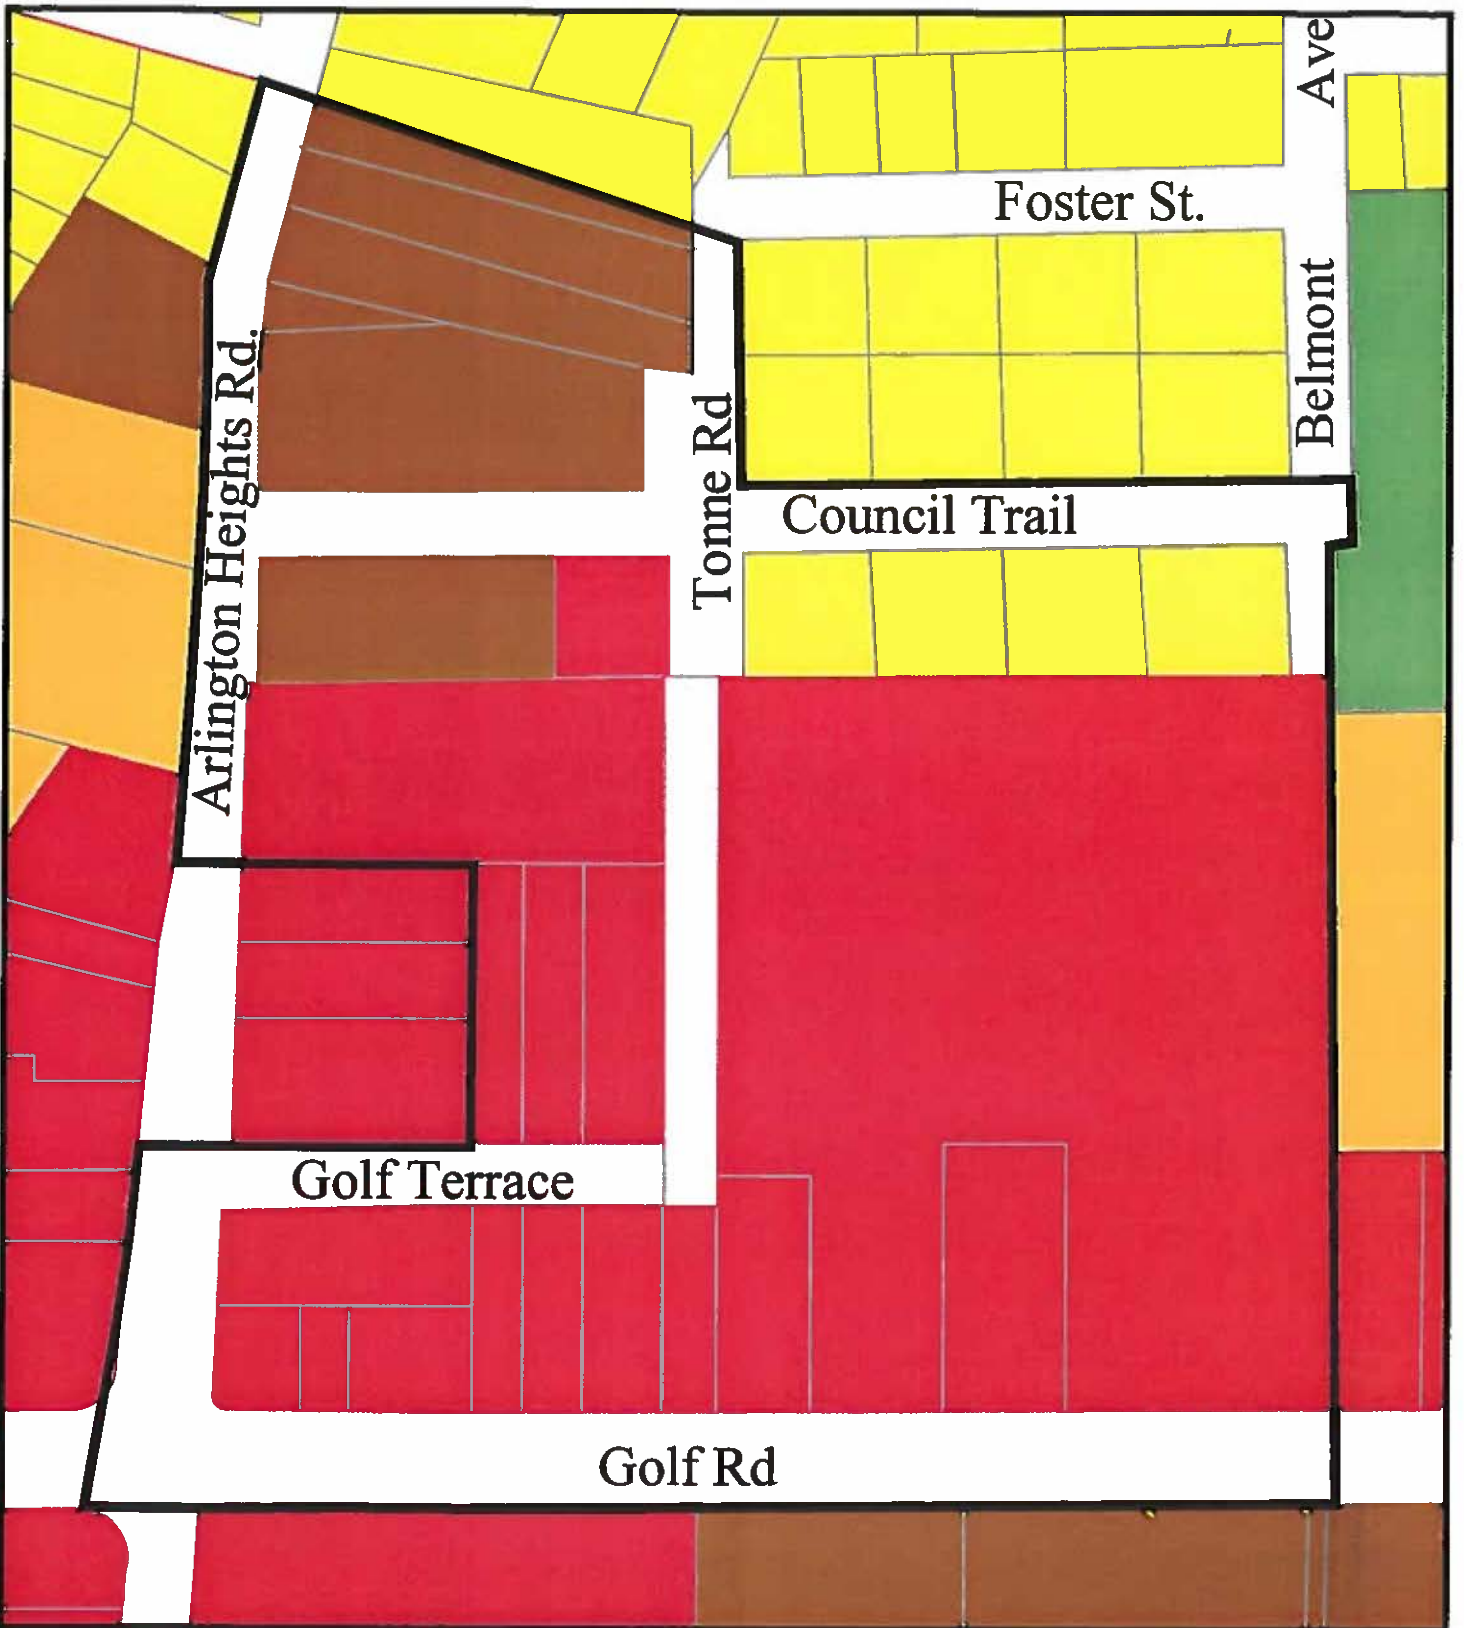 Ave
Foster St.
Belmont
Arlington Heights Rd.
Tonne Rd
Council Trail
Golf Terrace
Golf Rd